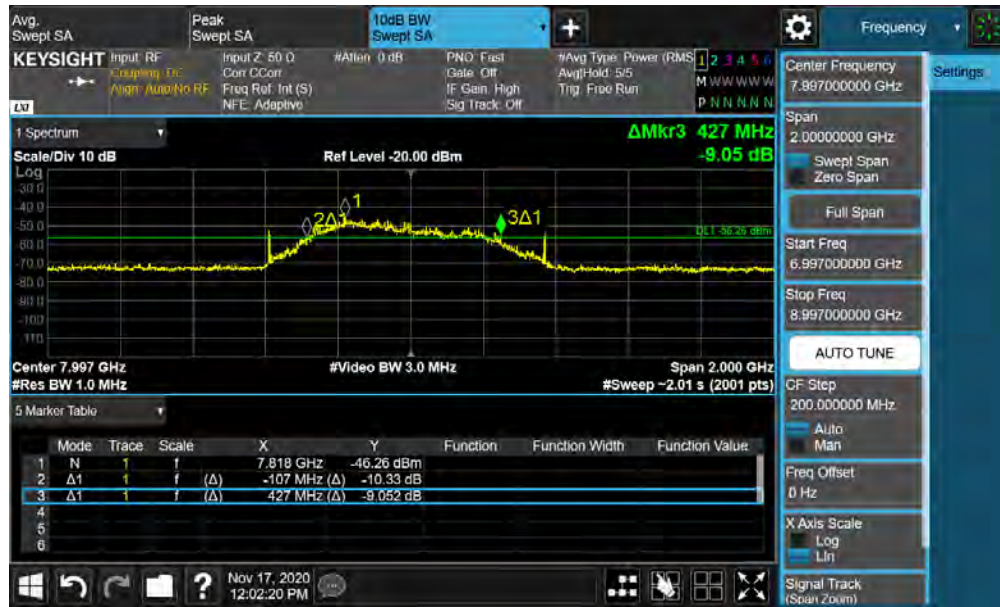 Avg.
Swept SA
Peak
Swept SA
10dB BW
Swept SA
Frequency
KEYSIGHT
Input: RF
Coupling: DC
Align: Auto/No RF
Input Z: 50 Ω
Corr CCorr
Freq Ref: Int (S)
NFE: Adaptive
#Atten: 0 dB
PNO: Fast
Gate: Off
IF Gain: High
Sig Track: Off
#Avg Type: Power (RMS
Avg|Hold: 5/5
Trig: Free Run
1 2 3 4 5 6
M W W W W W
P N N N N N
LXI
1 Spectrum
ΔMkr3 427 MHz
-9.05 dB
Scale/Div 10 dB
Ref Level -20.00 dBm
Log
-30.0
-40.0
-50.0
-60.0
-70.0
-80.0
-90.0
-100
-110
1
2Δ1
3Δ1
DL1 -56.26 dBm
Center 7.997 GHz
#Video BW 3.0 MHz
Span 2.000 GHz
#Res BW 1.0 MHz
#Sweep ~2.01 s (2001 pts)
5 Marker Table
Mode Trace Scale X Y Function Function Width Function Value
1 N 1 f 7.818 GHz -46.26 dBm
2 Δ1 1 f (Δ) -107 MHz (Δ) -10.33 dB
3 Δ1 1 f (Δ) 427 MHz (Δ) -9.052 dB
4
5
6
Center Frequency
7.997000000 GHz
Settings
Span
2.00000000 GHz
Swept Span
Zero Span
Full Span
Start Freq
6.997000000 GHz
Stop Freq
8.997000000 GHz
AUTO TUNE
CF Step
200.000000 MHz
Auto
Man
Freq Offset
0 Hz
X Axis Scale
Log
Lin
Signal Track
(Span Zoom)
?
Nov 17, 2020
12:02:20 PM